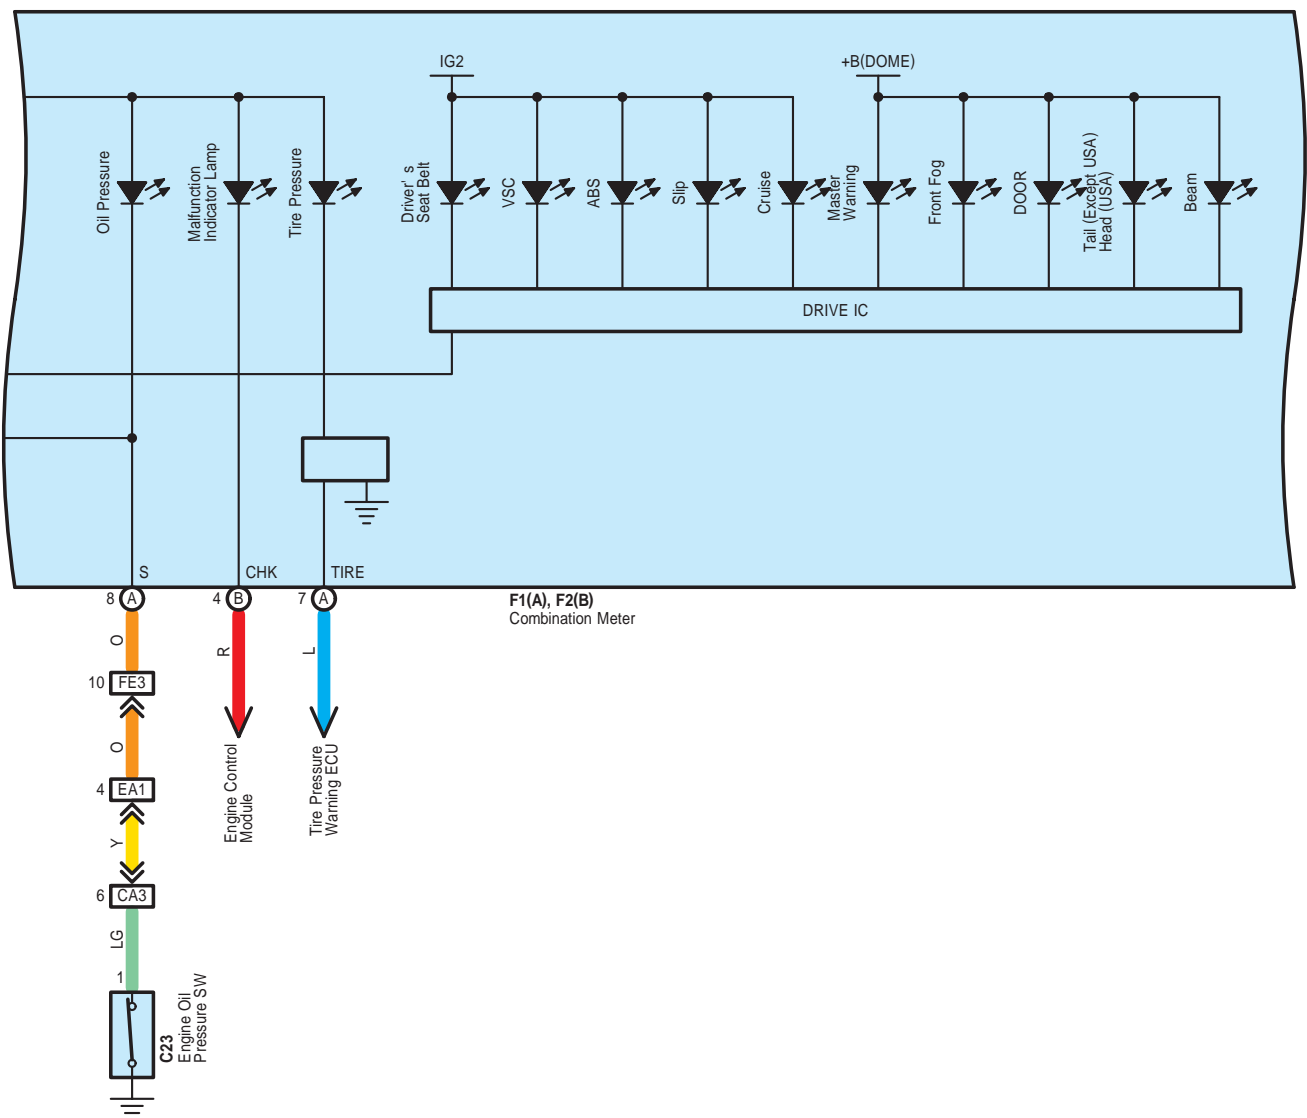 IG2
+B(DOME)
Oil Pressure
Malfunction
Indicator Lamp
Tire Pressure
Driver' s
Seat Belt
VSC
ABS
Slip
Cruise
Master
Warning
Front Fog
DOOR
Tail (Except USA)
Head (USA)
Beam
DRIVE IC
S
CHK
TIRE
8 A
4 B
7 A
F1(A), F2(B)
Combination Meter
O
R
L
10 FE3
O
Engine Control
Module
Tire Pressure
Warning ECU
4 EA1
Y
6 CA3
LG
1
C23
Engine Oil
Pressure SW